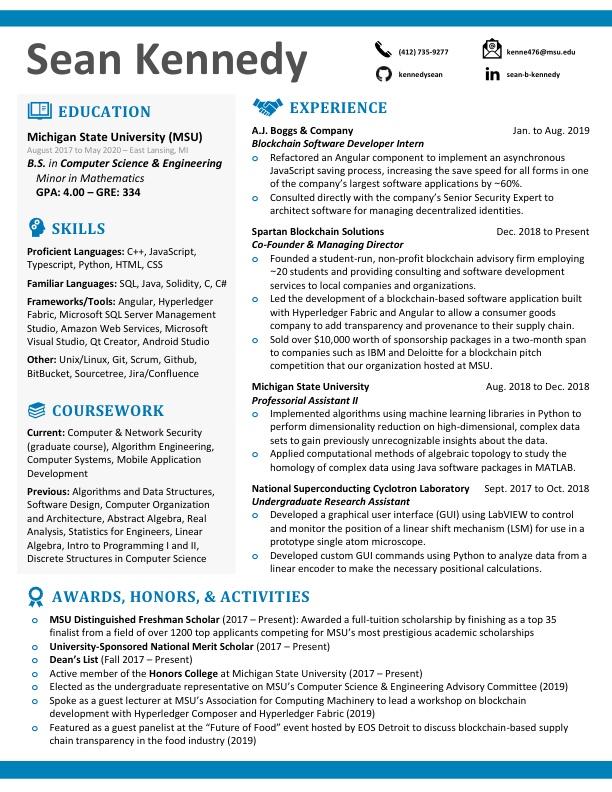 Sean Kennedy
(412) 735-9277
kenne476@msu.edu
kennedysean
sean-b-kennedy
EDUCATION
Michigan State University (MSU)
August 2017 to May 2020 – East Lansing, MI
B.S. in Computer Science & Engineering
Minor in Mathematics
GPA: 4.00 – GRE: 334
SKILLS
Proficient Languages: C++, JavaScript,
Typescript, Python, HTML, CSS
Familiar Languages: SQL, Java, Solidity, C, C#
Frameworks/Tools: Angular, Hyperledger
Fabric, Microsoft SQL Server Management
Studio, Amazon Web Services, Microsoft
Visual Studio, Qt Creator, Android Studio
Other: Unix/Linux, Git, Scrum, Github,
BitBucket, Sourcetree, Jira/Confluence
COURSEWORK
Current: Computer & Network Security
(graduate course), Algorithm Engineering,
Computer Systems, Mobile Application
Development
Previous: Algorithms and Data Structures,
Software Design, Computer Organization
and Architecture, Abstract Algebra, Real
Analysis, Statistics for Engineers, Linear
Algebra, Intro to Programming I and II,
Discrete Structures in Computer Science
EXPERIENCE
A.J. Boggs & Company Jan. to Aug. 2019
Blockchain Software Developer Intern
Refactored an Angular component to implement an asynchronous
JavaScript saving process, increasing the save speed for all forms in one
of the company's largest software applications by ~60%.
Consulted directly with the company's Senior Security Expert to
architect software for managing decentralized identities.
Spartan Blockchain Solutions Dec. 2018 to Present
Co-Founder & Managing Director
Founded a student-run, non-profit blockchain advisory firm employing
~20 students and providing consulting and software development
services to local companies and organizations.
Led the development of a blockchain-based software application built
with Hyperledger Fabric and Angular to allow a consumer goods
company to add transparency and provenance to their supply chain.
Sold over $10,000 worth of sponsorship packages in a two-month span
to companies such as IBM and Deloitte for a blockchain pitch
competition that our organization hosted at MSU.
Michigan State University Aug. 2018 to Dec. 2018
Professorial Assistant II
Implemented algorithms using machine learning libraries in Python to
perform dimensionality reduction on high-dimensional, complex data
sets to gain previously unrecognizable insights about the data.
Applied computational methods of algebraic topology to study the
homology of complex data using Java software packages in MATLAB.
National Superconducting Cyclotron Laboratory Sept. 2017 to Oct. 2018
Undergraduate Research Assistant
Developed a graphical user interface (GUI) using LabVIEW to control
and monitor the position of a linear shift mechanism (LSM) for use in a
prototype single atom microscope.
Developed custom GUI commands using Python to analyze data from a
linear encoder to make the necessary positional calculations.
AWARDS, HONORS, & ACTIVITIES
MSU Distinguished Freshman Scholar (2017 – Present): Awarded a full-tuition scholarship by finishing as a top 35
finalist from a field of over 1200 top applicants competing for MSU's most prestigious academic scholarships
University-Sponsored National Merit Scholar (2017 – Present)
Dean's List (Fall 2017 – Present)
Active member of the Honors College at Michigan State University (2017 – Present)
Elected as the undergraduate representative on MSU's Computer Science & Engineering Advisory Committee (2019)
Spoke as a guest lecturer at MSU's Association for Computing Machinery to lead a workshop on blockchain
development with Hyperledger Composer and Hyperledger Fabric (2019)
Featured as a guest panelist at the “Future of Food” event hosted by EOS Detroit to discuss blockchain-based supply
chain transparency in the food industry (2019)